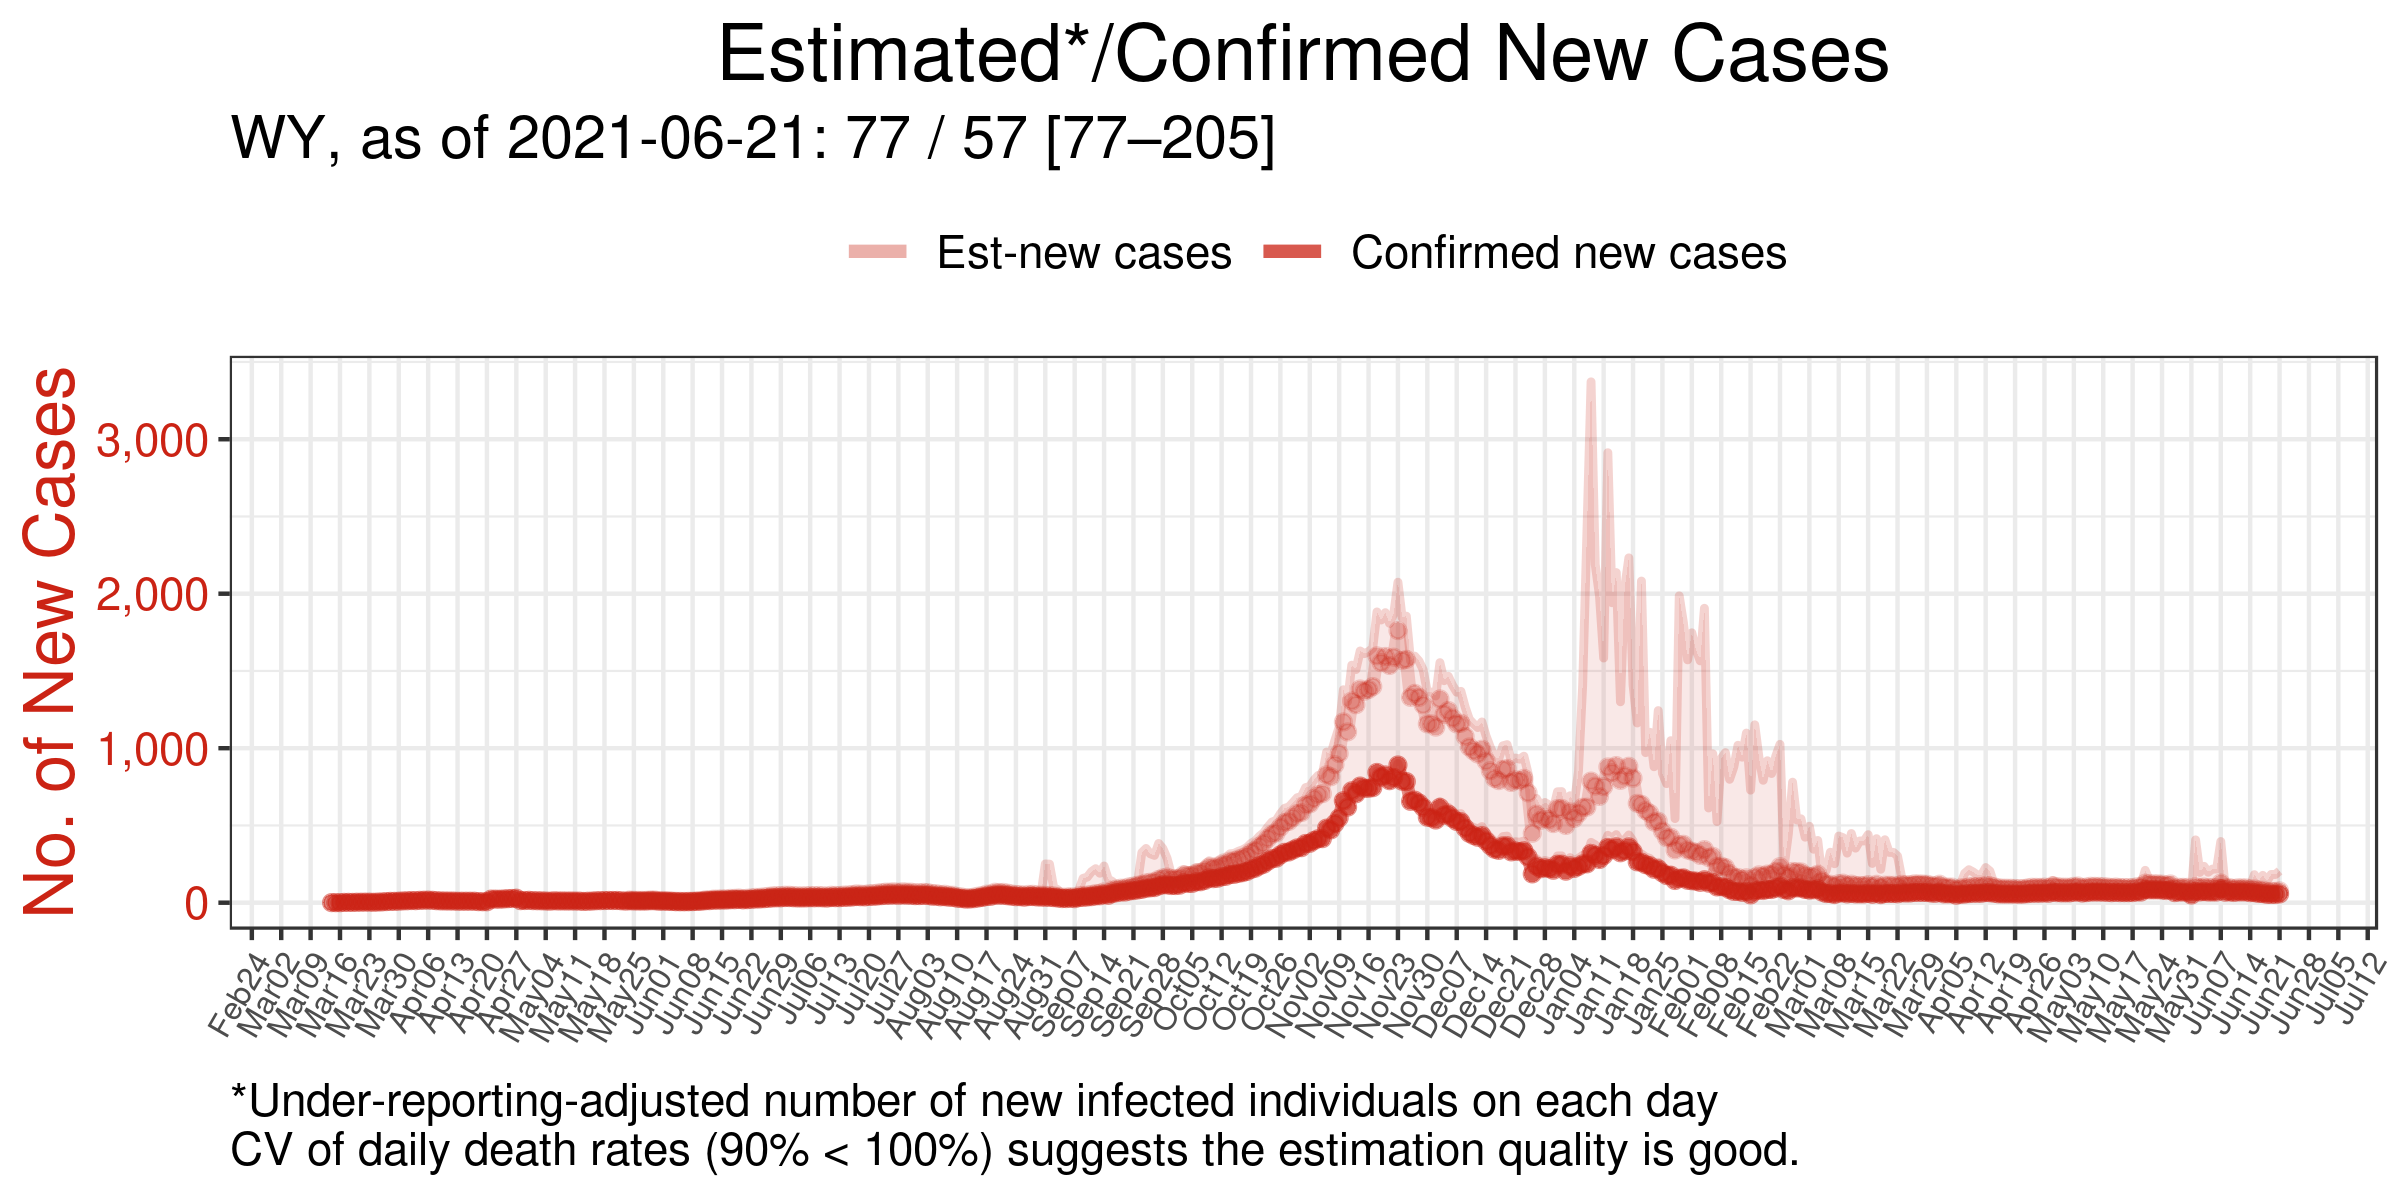 Estimated*/Confirmed New Cases
WY, as of 2021-06-21: 77 / 57 [77–205]
Est-new cases
Confirmed new cases
No. of New Cases
3,000
2,000
1,000
0
Feb24
Mar02
Mar09
Mar16
Mar23
Mar30
Apr06
Apr13
Apr20
Apr27
May04
May11
May18
May25
Jun01
Jun08
Jun15
Jun22
Jun29
Jul06
Jul13
Jul20
Jul27
Aug03
Aug10
Aug17
Aug24
Aug31
Sep07
Sep14
Sep21
Sep28
Oct05
Oct12
Oct19
Oct26
Nov02
Nov09
Nov16
Nov23
Nov30
Dec07
Dec14
Dec21
Dec28
Jan04
Jan11
Jan18
Jan25
Feb01
Feb08
Feb15
Feb22
Mar01
Mar08
Mar15
Mar22
Mar29
Apr05
Apr12
Apr19
Apr26
May03
May10
May17
May24
May31
Jun07
Jun14
Jun21
Jun28
Jul05
Jul12
*Under-reporting-adjusted number of new infected individuals on each day
CV of daily death rates (90% < 100%) suggests the estimation quality is good.